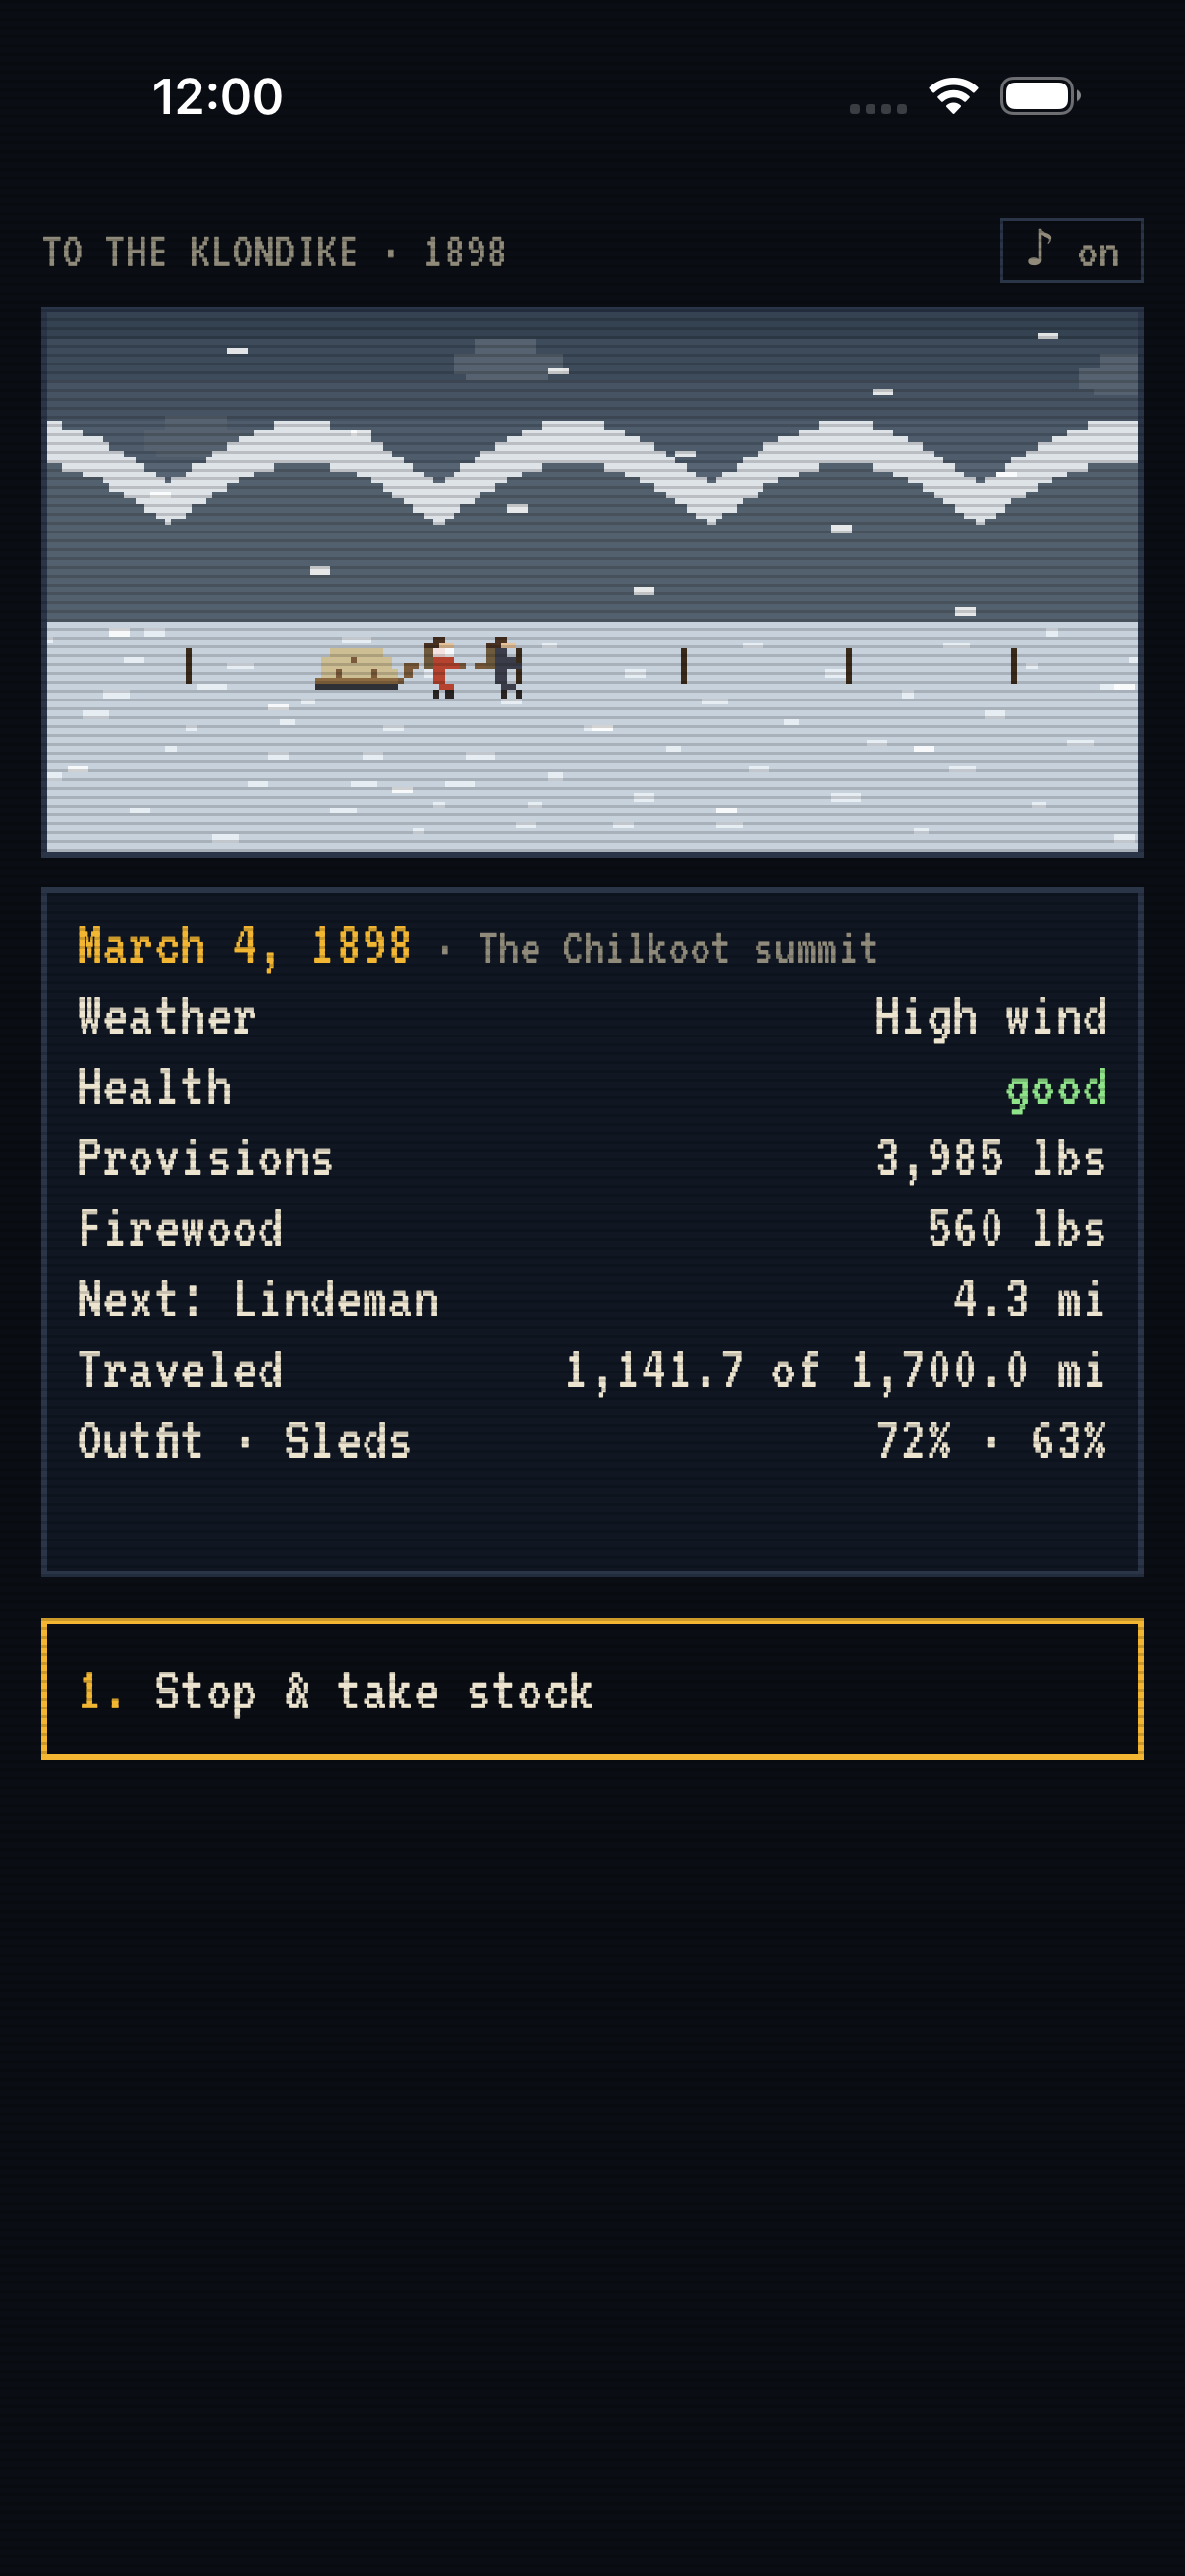 12:00
TO THE KLONDIKE · 1898 ♪ on
March 4, 1898 · The Chilkoot summit
Weather High wind
Health good
Provisions 3,985 lbs
Firewood 560 lbs
Next: Lindeman 4.3 mi
Traveled 1,141.7 of 1,700.0 mi
Outfit · Sleds 72% · 63%
1. Stop & take stock